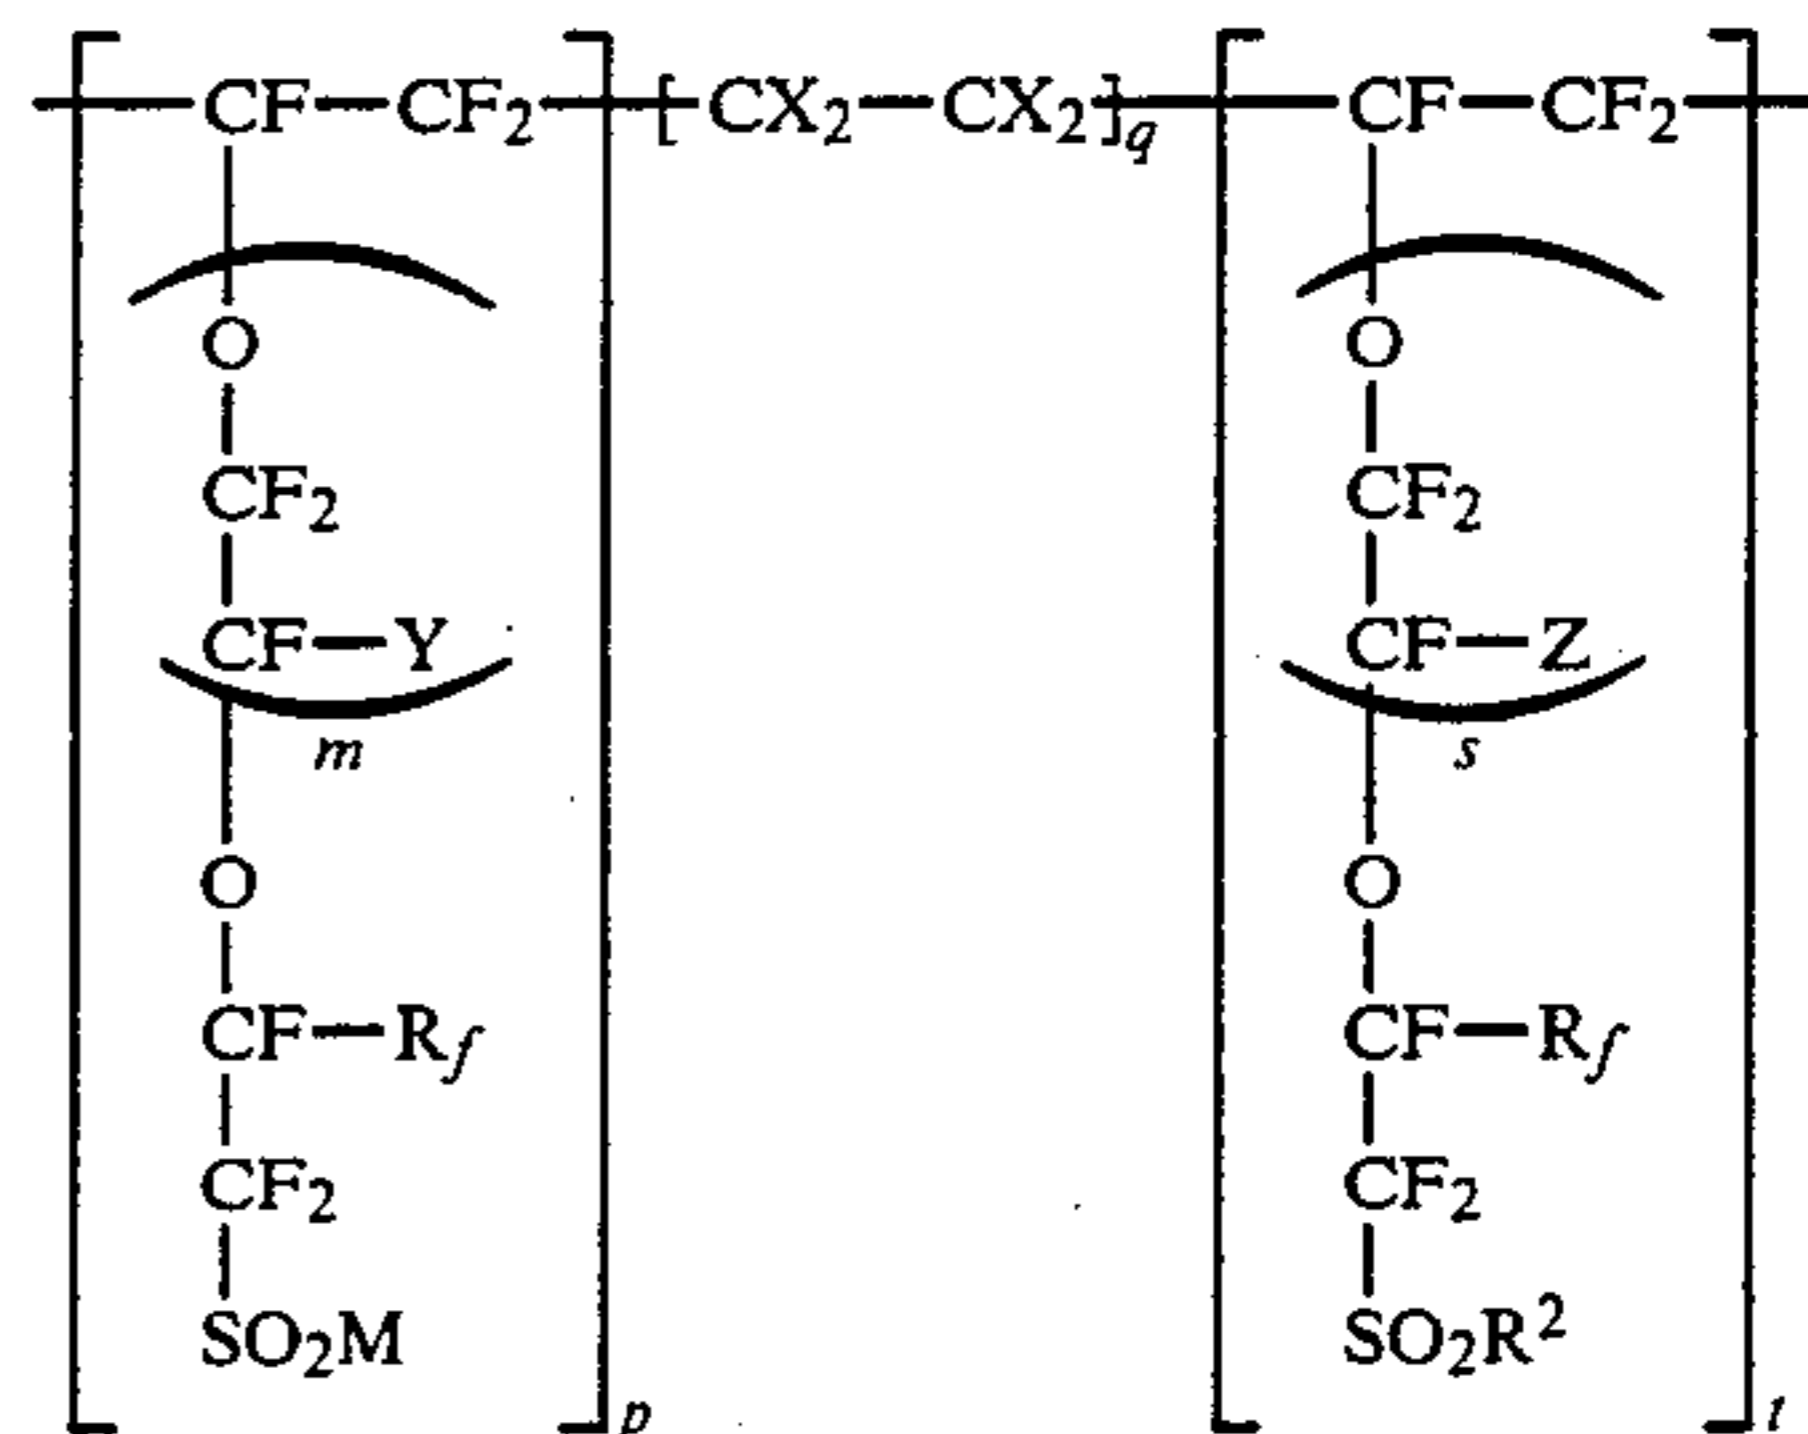 CF—CF2 [CX2—CX2]q CF—CF2
O O
CF2 CF2
CF—Y CF—Z
m s
O O
CF—Rf CF—Rf
CF2 CF2
SO2M SO2R²
p t